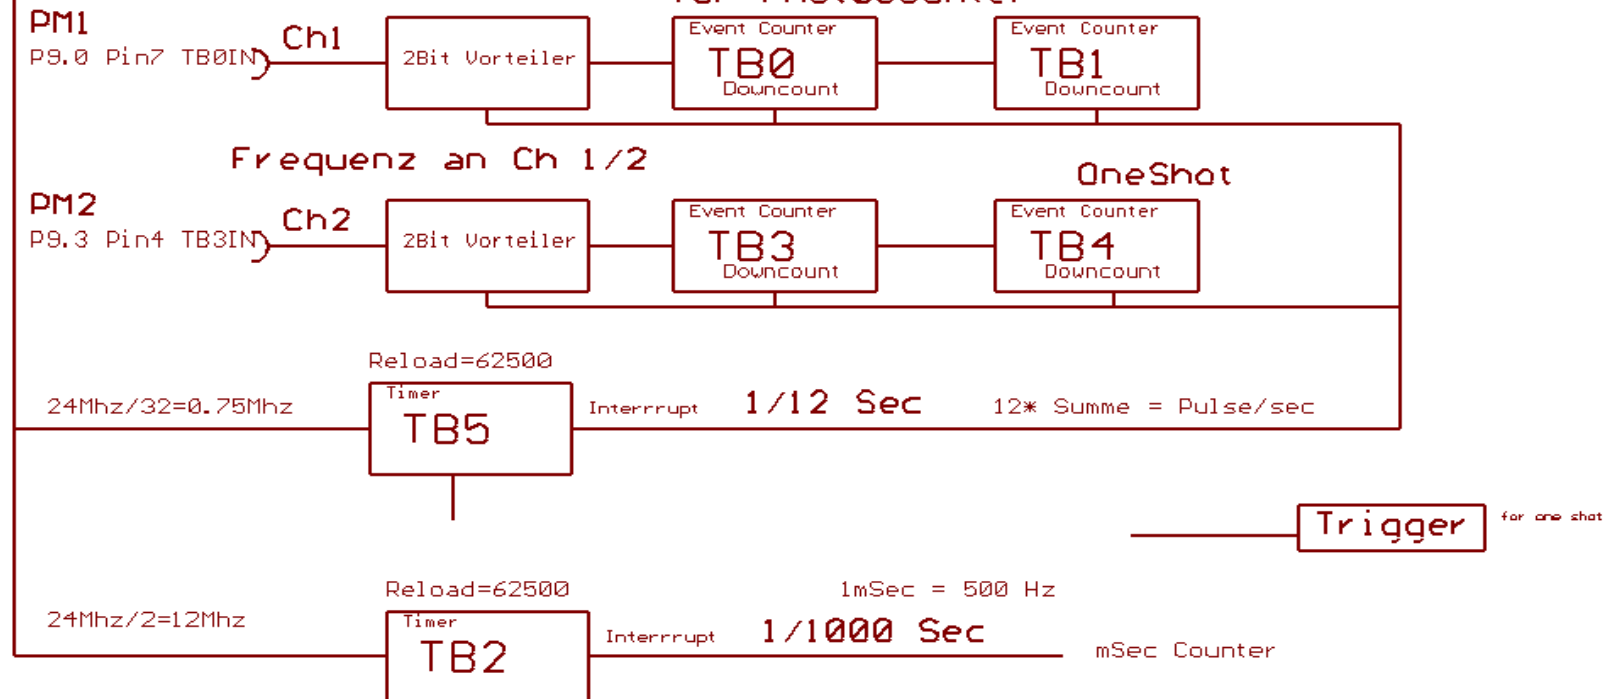 PM1
P9.0 Pin7 TB0IN
Ch1
2Bit Vorteiler
Event Counter
TB0
Downcount
Event Counter
TB1
Downcount
Frequenz an Ch 1/2
OneShot
PM2
P9.3 Pin4 TB3IN
Ch2
2Bit Vorteiler
Event Counter
TB3
Downcount
Event Counter
TB4
Downcount
Reload=62500
24Mhz/32=0.75Mhz
Timer
TB5
Interrrupt
1/12 Sec
12* Summe = Pulse/sec
Trigger
for one shot
Reload=62500
1mSec = 500 Hz
24Mhz/2=12Mhz
Timer
TB2
Interrrupt
1/1000 Sec
mSec Counter